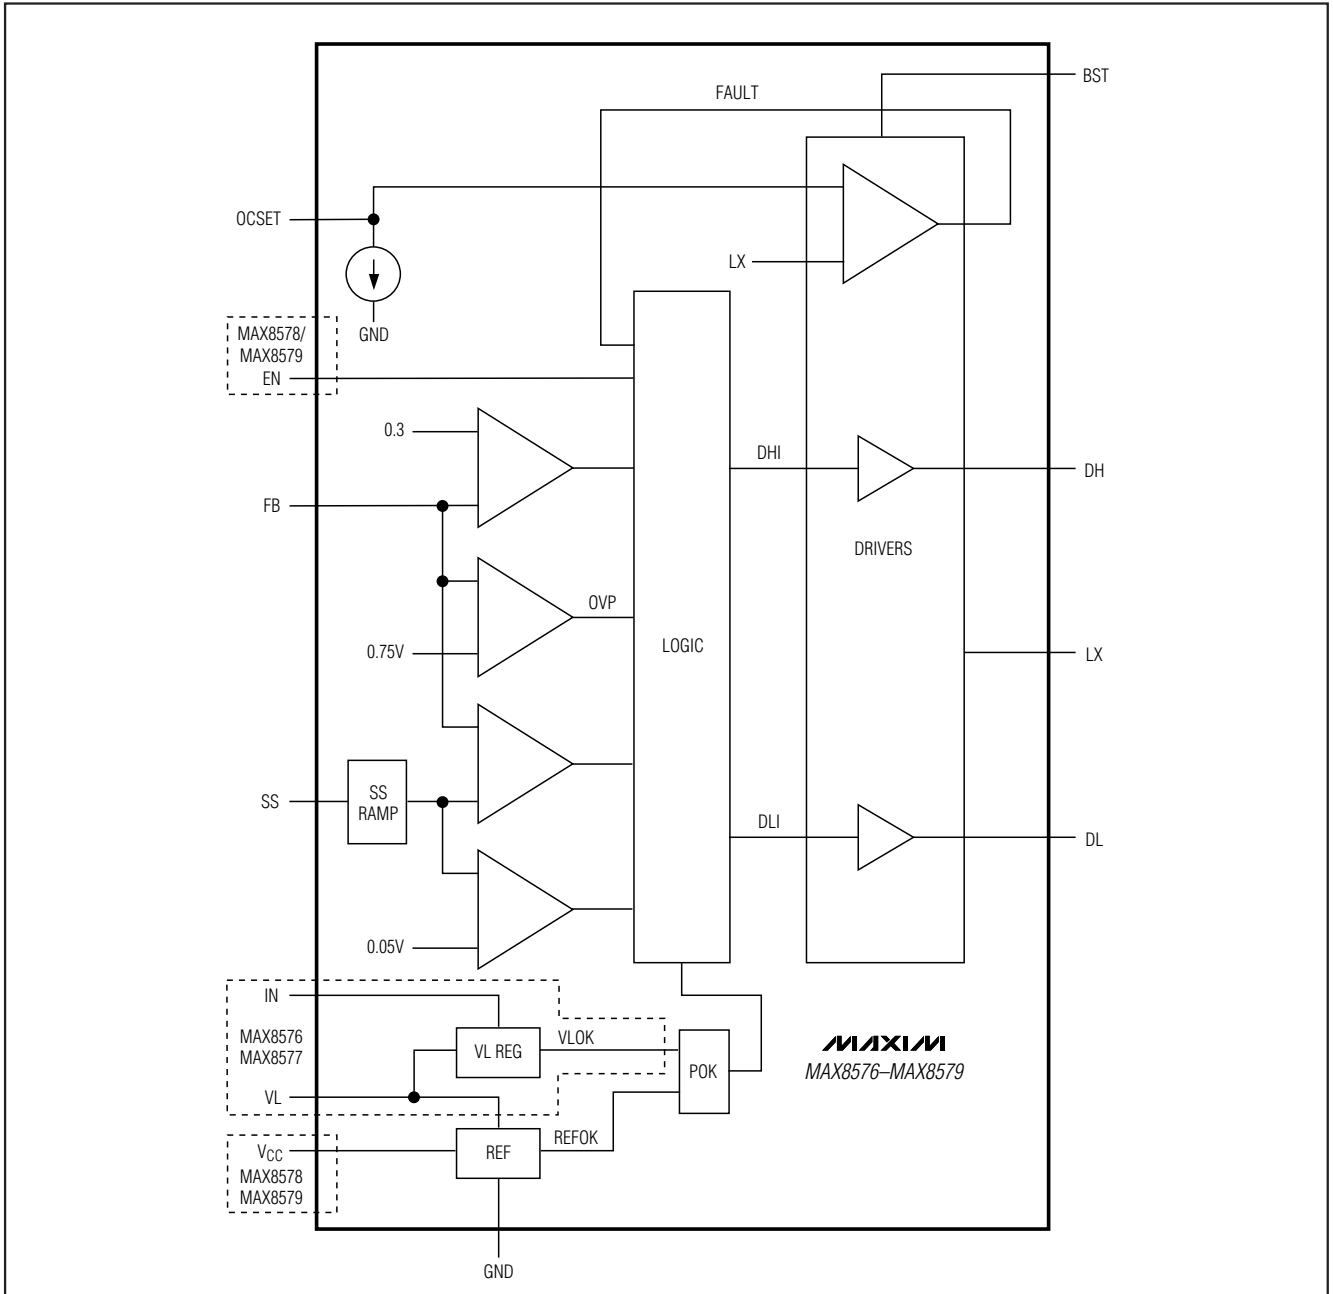 BST
FAULT
OCSET
LX
GND
MAX8578/
MAX8579
EN
0.3
DHI
DH
FB
DRIVERS
OVP
LOGIC
0.75V
LX
SS
SS
RAMP
DLI
DL
0.05V
IN
MAX8576
MAX8577
VL REG
VLOK
POK
MAXIM
MAX8576–MAX8579
VL
REFOK
VCC
REF
MAX8578
MAX8579
GND